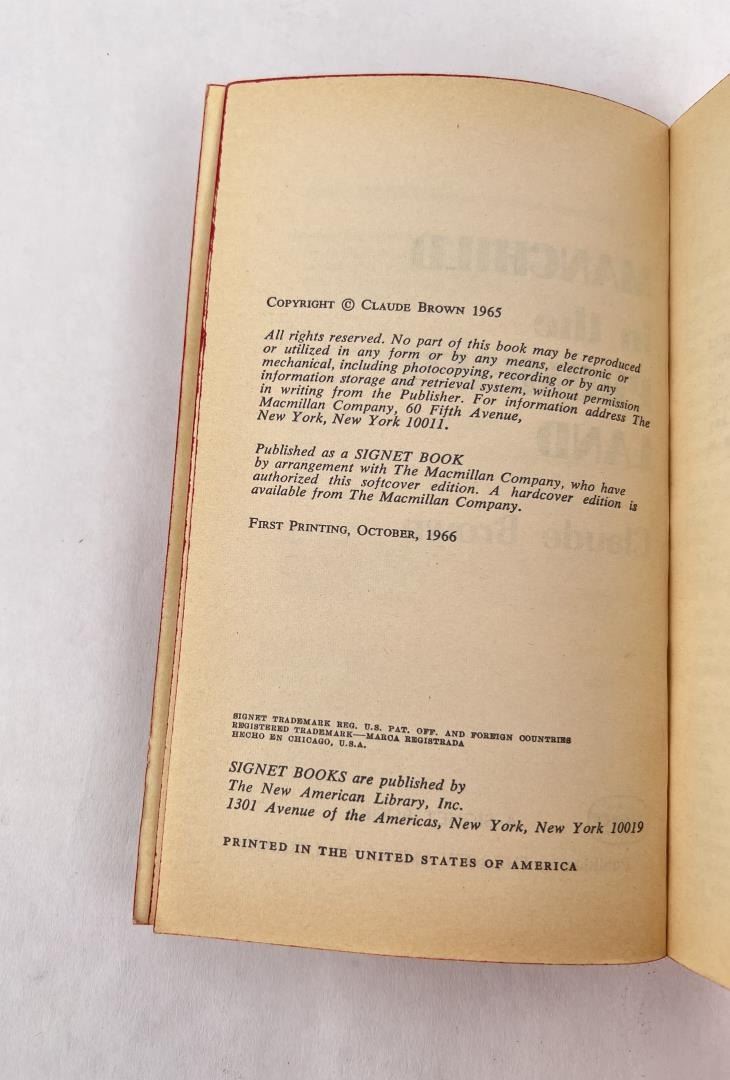 COPYRIGHT © CLAUDE BROWN 1965
All rights reserved. No part of this book may be reproduced
or utilized in any form or by any means, electronic or
mechanical, including photocopying, recording or by any
information storage and retrieval system, without permission
in writing from the Publisher. For information address The
Macmillan Company, 60 Fifth Avenue,
New York, New York 10011.
Published as a SIGNET BOOK
by arrangement with The Macmillan Company, who have
authorized this softcover edition. A hardcover edition is
available from The Macmillan Company.
FIRST PRINTING, OCTOBER, 1966
SIGNET TRADEMARK REG. U.S. PAT. OFF. AND FOREIGN COUNTRIES
REGISTERED TRADEMARK—MARCA REGISTRADA
HECHO EN CHICAGO, U.S.A.
SIGNET BOOKS are published by
The New American Library, Inc.
1301 Avenue of the Americas, New York, New York 10019
PRINTED IN THE UNITED STATES OF AMERICA